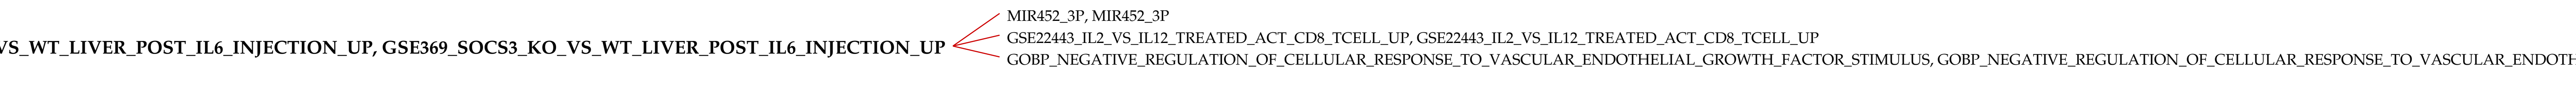 VS_WT_LIVER_POST_IL6_INJECTION_UP, GSE369_SOCS3_KO_VS_WT_LIVER_POST_IL6_INJECTION_UP
MIR452_3P, MIR452_3P
GSE22443_IL2_VS_IL12_TREATED_ACT_CD8_TCELL_UP, GSE22443_IL2_VS_IL12_TREATED_ACT_CD8_TCELL_UP
GOBP_NEGATIVE_REGULATION_OF_CELLULAR_RESPONSE_TO_VASCULAR_ENDOTHELIAL_GROWTH_FACTOR_STIMULUS, GOBP_NEGATIVE_REGULATION_OF_CELLULAR_RESPONSE_TO_VASCULAR_ENDOTH